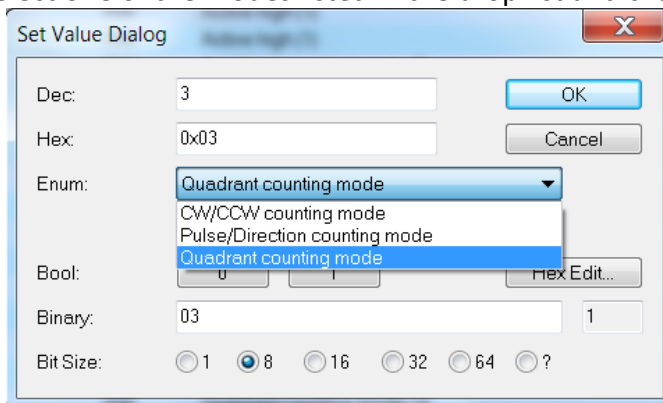 Set Value Dialog
Dec:
3
OK
Hex:
0x03
Cancel
Enum:
Quadrant counting mode
CW/CCW counting mode
Pulse/Direction counting mode
Quadrant counting mode
Bool:
0
1
Hex Edit...
Binary:
03
1
Bit Size:
1
8
16
32
64
?